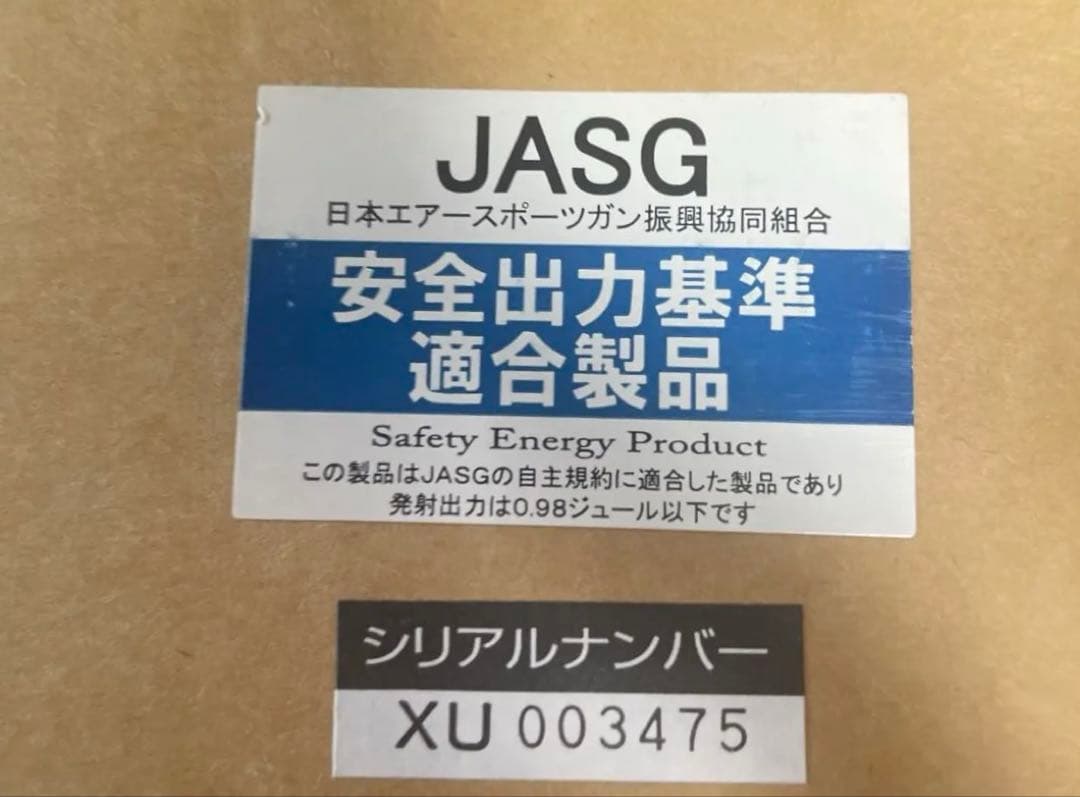 JASG
日本エアースポーツガン振興協同組合
安全出力基準
適合製品
Safety Energy Product
この製品はJASGの自主規約に適合した製品であり
発射出力は0.98ジュール以下です
シリアルナンバー
XU 003475